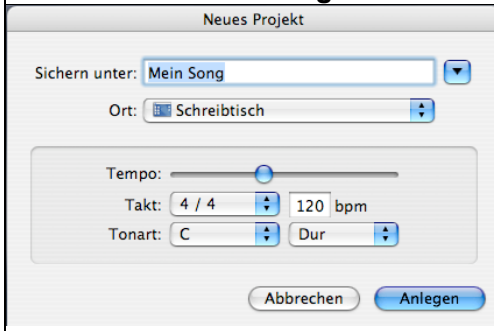 Neues Projekt
Sichern unter: Mein Song
Ort: Schreibtisch
Tempo:
Takt: 4 / 4 120 bpm
Tonart: C Dur
Abbrechen Anlegen